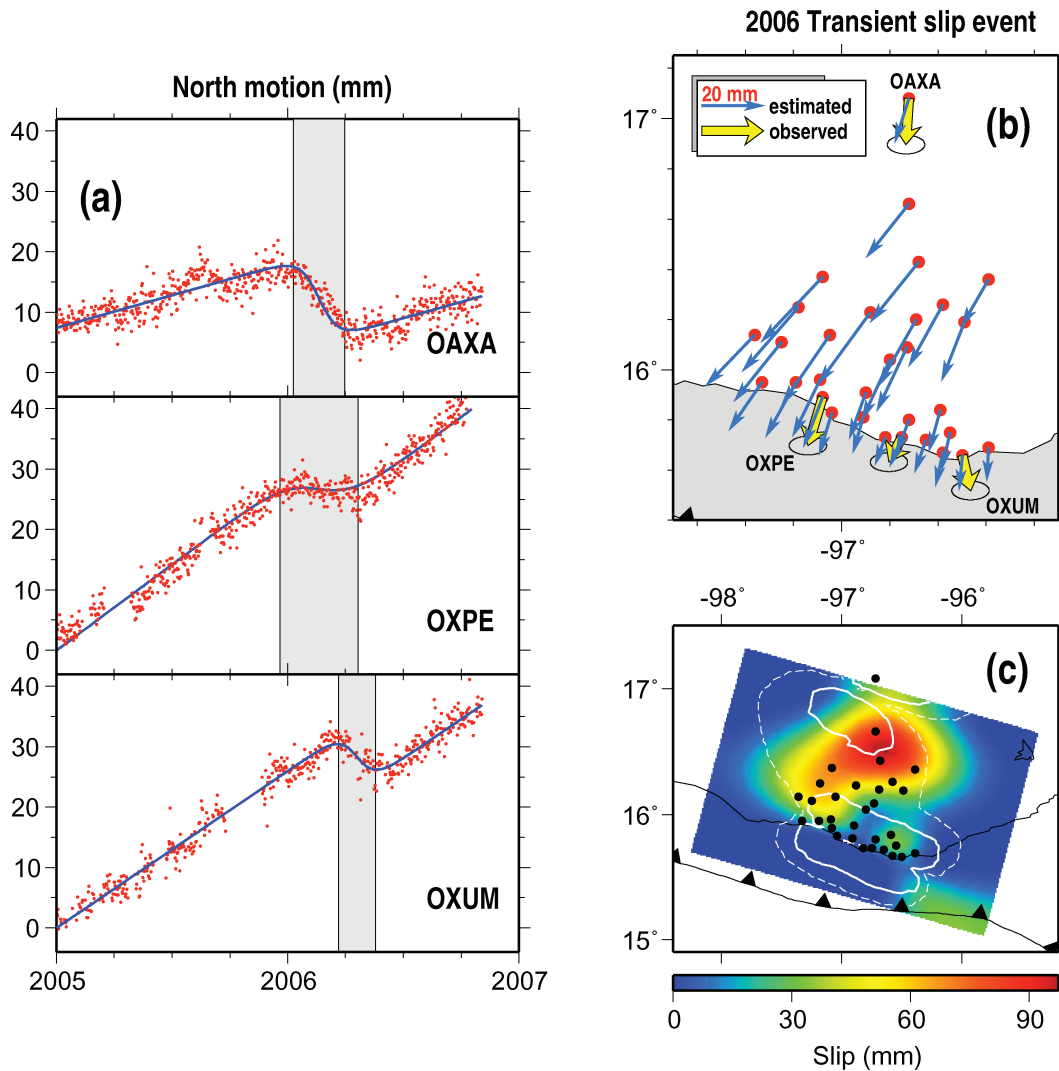 2006 Transient slip event
North motion (mm)
40
30
20
10
0
(a)
OAXA
40
30
20
10
0
OXPE
40
30
20
10
0
OXUM
2005
2006
2007
20 mm
estimated
observed
OAXA
(b)
17°
16°
OXPE
OXUM
-97°
-98°
-97°
-96°
(c)
17°
16°
15°
0
30
60
90
Slip (mm)